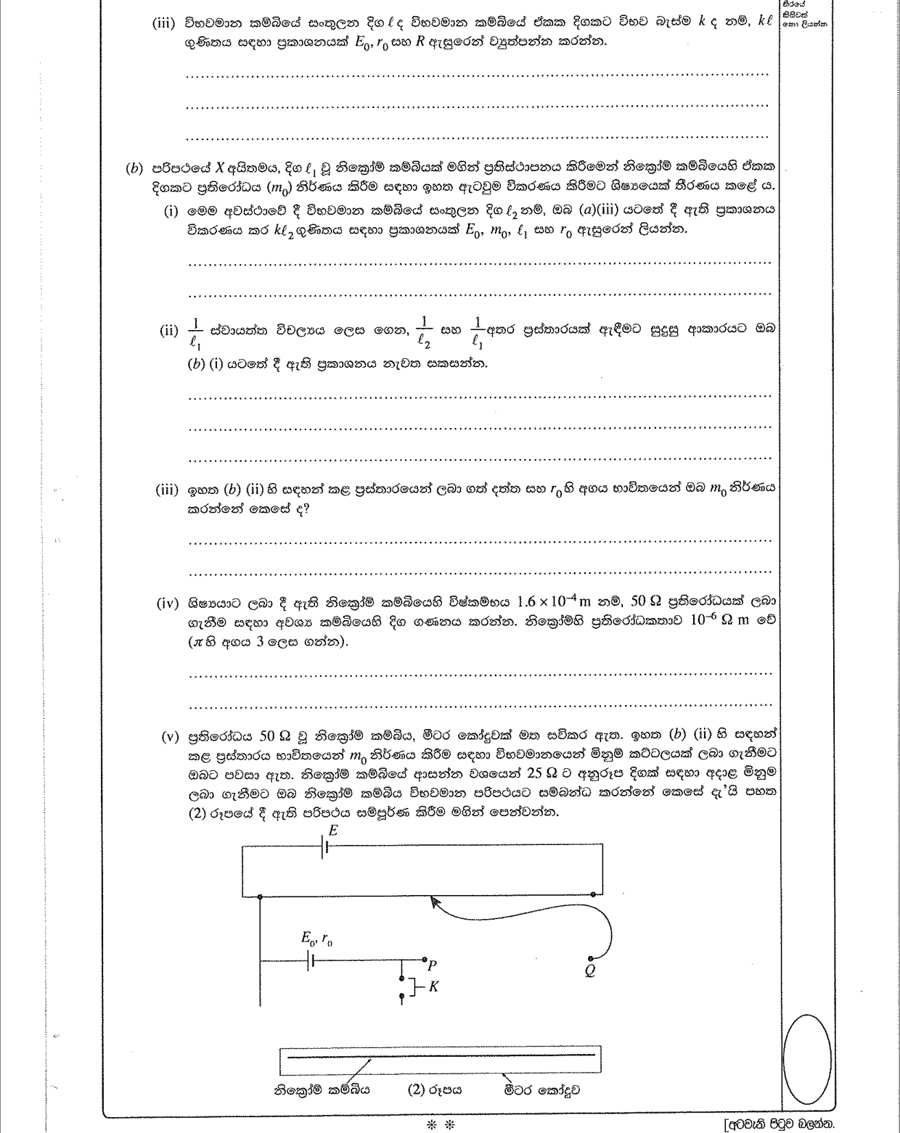 තීරයේ
කිසිවක්
නො ලියන්න
(iii) විභවමාන කම්බියේ සංතුලන දිග ℓ ද විභවමාන කම්බියේ ඒකක දිගකට විභව බැස්ම k ද නම්, kℓ
ගුණිතය සඳහා ප්‍රකාශනයක් E₀, r₀ සහ R ඇසුරෙන් ව්‍යුත්පන්න කරන්න.
(b) පරිපථයේ X අයිතමය, දිග ℓ₁ වූ නික්‍රෝම් කම්බියක් මගින් ප්‍රතිස්ථාපනය කිරීමෙන් නික්‍රෝම් කම්බියෙහි ඒකක
දිගකට ප්‍රතිරෝධය (m₀) නිර්ණය කිරීම සඳහා ඉහත ඇටවුම විකරණය කිරීමට ශිෂ්‍යයෙක් තීරණය කළේ ය.
(i) මෙම අවස්ථාවේ දී විභවමාන කම්බියේ සංතුලන දිග ℓ₂ නම්, ඔබ (a)(iii) යටතේ දී ඇති ප්‍රකාශනය
විකරණය කර kℓ₂ ගුණිතය සඳහා ප්‍රකාශනයක් E₀, m₀, ℓ₁ සහ r₀ ඇසුරෙන් ලියන්න.
(ii) 1/ℓ₁ ස්වායත්ත විචල්‍යය ලෙස ගෙන, 1/ℓ₂ සහ 1/ℓ₁ අතර ප්‍රස්තාරයක් ඇඳීමට සුදුසු ආකාරයට ඔබ
(b) (i) යටතේ දී ඇති ප්‍රකාශනය නැවත සකසන්න.
(iii) ඉහත (b) (ii) හි සඳහන් කළ ප්‍රස්තාරයෙන් ලබා ගත් දත්ත සහ r₀ හි අගය භාවිතයෙන් ඔබ m₀ නිර්ණය
කරන්නේ කෙසේ ද?
(iv) ශිෂ්‍යයාට ලබා දී ඇති නික්‍රෝම් කම්බියෙහි විෂ්කම්භය 1.6 × 10⁻⁴ m නම්, 50 Ω ප්‍රතිරෝධයක් ලබා
ගැනීම සඳහා අවශ්‍ය කම්බියෙහි දිග ගණනය කරන්න. නික්‍රෝම්හි ප්‍රතිරෝධකතාව 10⁻⁶ Ω m වේ
(π හි අගය 3 ලෙස ගන්න).
(v) ප්‍රතිරෝධය 50 Ω වූ නික්‍රෝම් කම්බිය, මීටර කෝදුවක් මත සවිකර ඇත. ඉහත (b) (ii) හි සඳහන්
කළ ප්‍රස්තාරය භාවිතයෙන් m₀ නිර්ණය කිරීම සඳහා විභවමානයෙන් මිනුම් කට්ටලයක් ලබා ගැනීමට
ඔබට පවසා ඇත. නික්‍රෝම් කම්බියේ ආසන්න වශයෙන් 25 Ω ට අනුරූප දිගක් සඳහා අදාළ මිනුම
ලබා ගැනීමට ඔබ නික්‍රෝම් කම්බිය විභවමාන පරිපථයට සම්බන්ධ කරන්නේ කෙසේ දැ'යි පහත
(2) රූපයේ දී ඇති පරිපථය සම්පූර්ණ කිරීම මගින් පෙන්වන්න.
E
E₀, r₀
P
Q
K
නික්‍රෝම් කම්බිය (2) රූපය මීටර කෝදුව
[අටවැනි පිටුව බලන්න.